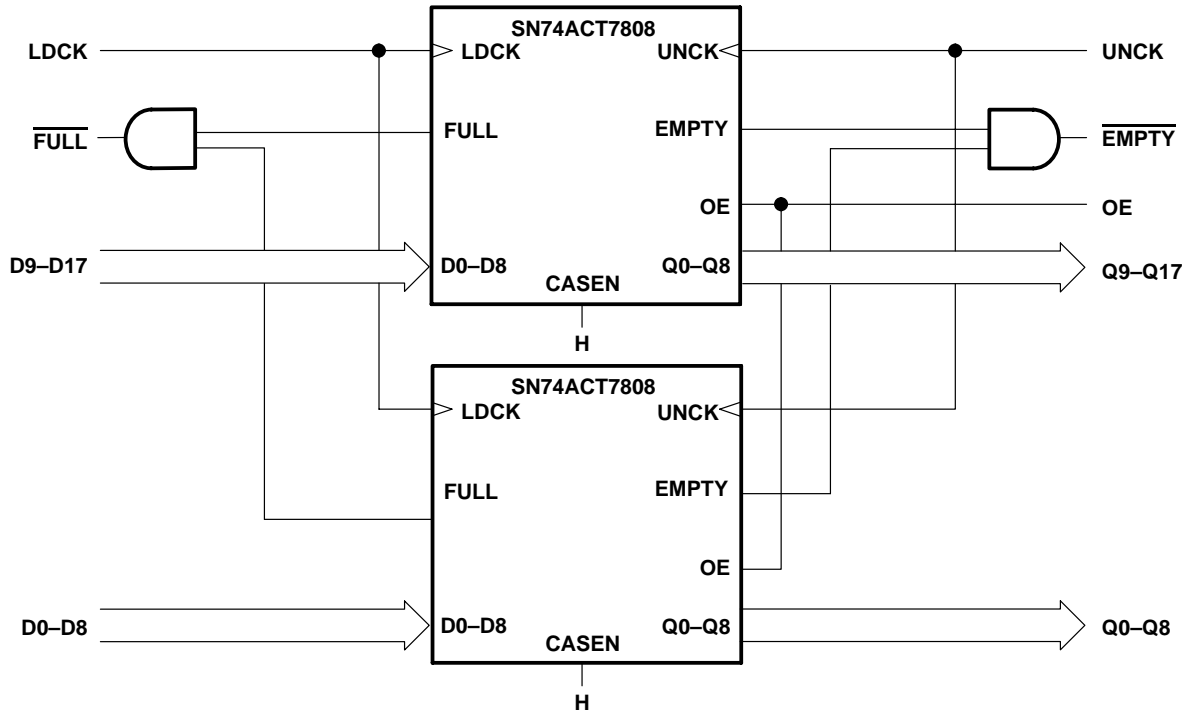 SN74ACT7808
LDCK
LDCK
UNCK
UNCK
FULL
FULL
EMPTY
EMPTY
OE
OE
D9–D17
D0–D8
Q0–Q8
Q9–Q17
CASEN
H
SN74ACT7808
LDCK
UNCK
FULL
EMPTY
OE
D0–D8
D0–D8
Q0–Q8
Q0–Q8
CASEN
H